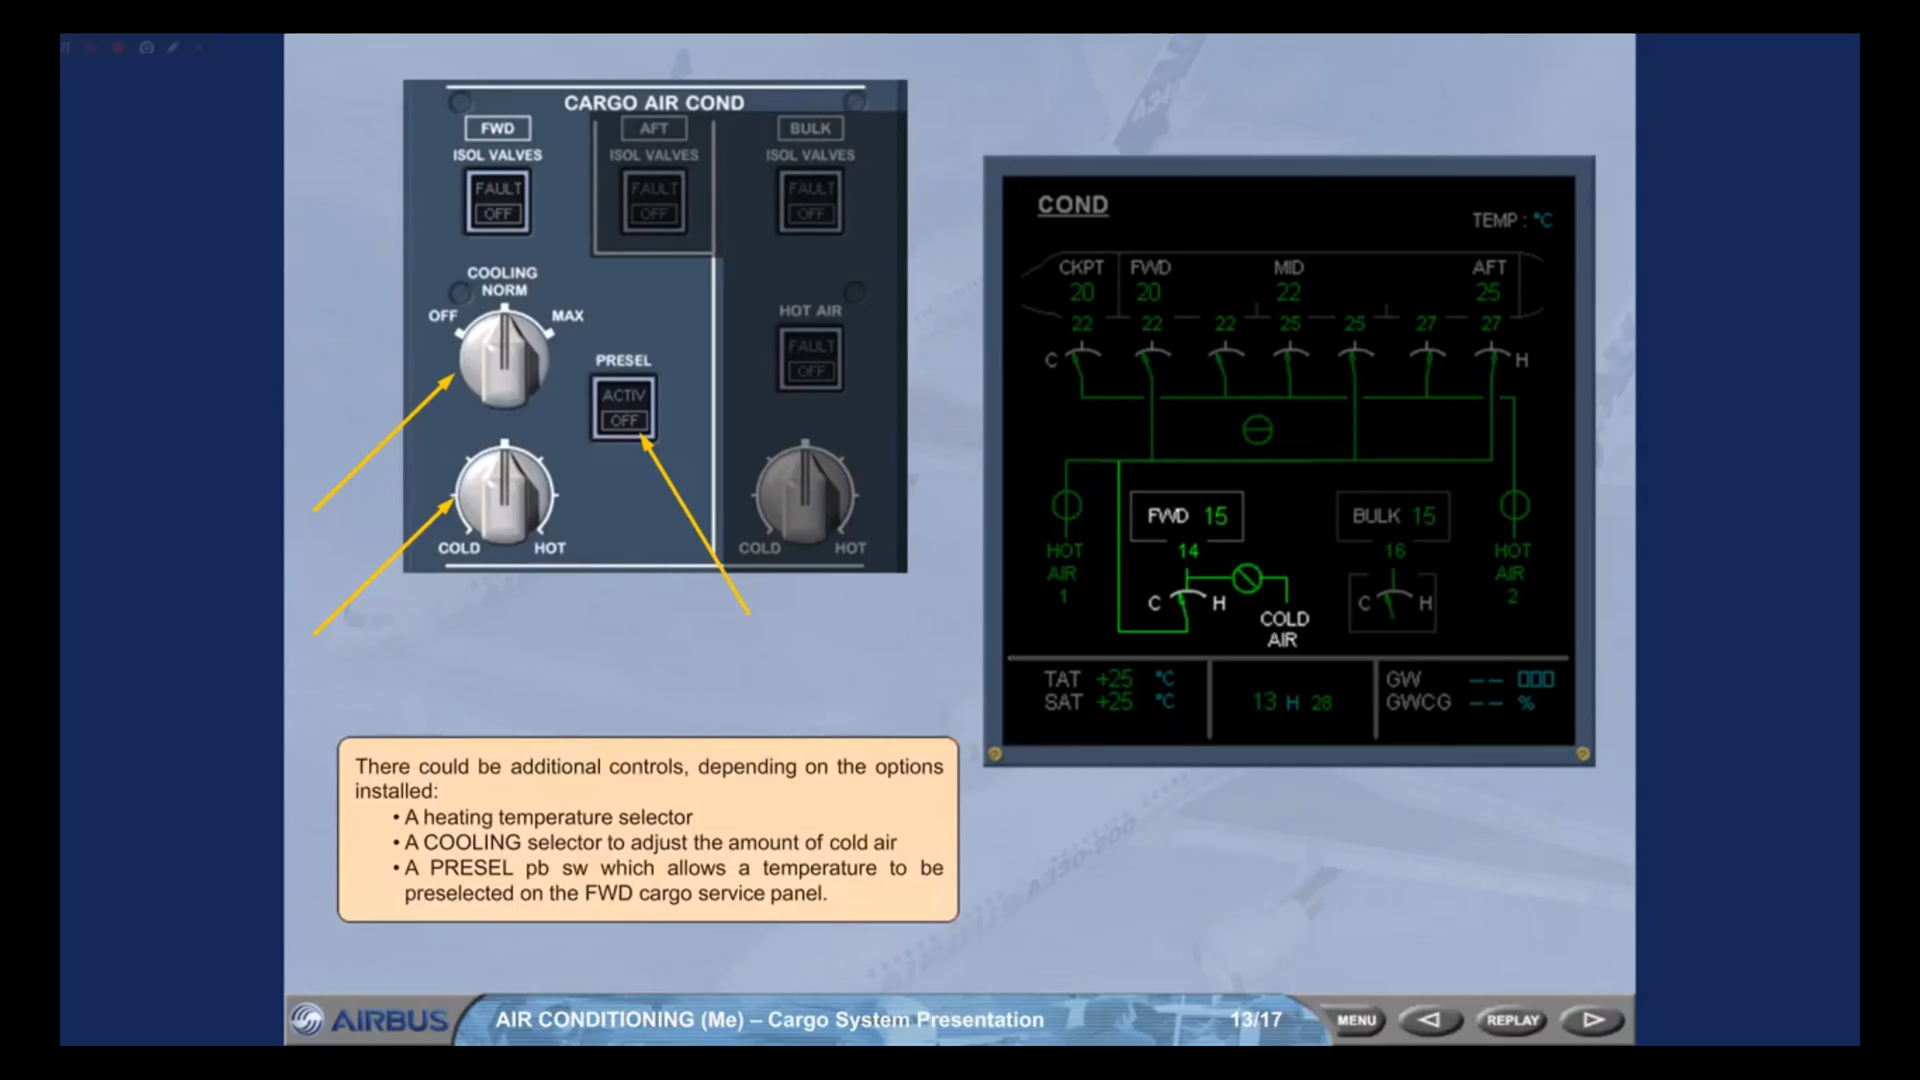 CARGO AIR COND
FWD AFT BULK
ISOL VALVES ISOL VALVES ISOL VALVES
FAULT FAULT FAULT
OFF OFF OFF
COOLING
NORM
OFF MAX
HOT AIR
FAULT
OFF
PRESEL
ACTIV
OFF
COLD HOT
COLD HOT
COND
TEMP : °C
CKPT FWD MID AFT
20 20 22 25
22 22 22 25 25 27 27
C H
FWD 15 BULK 15
14 16
HOT AIR 1
HOT AIR 2
C H
COLD AIR
C H
TAT +25 °C
SAT +25 °C
13 H 28
GW -- 
GWCG -- %
There could be additional controls, depending on the options
installed:
• A heating temperature selector
• A COOLING selector to adjust the amount of cold air
• A PRESEL pb sw which allows a temperature to be
preselected on the FWD cargo service panel.
A330-200
AIRBUS
AIR CONDITIONING (Me) – Cargo System Presentation
13/17
MENU
REPLAY